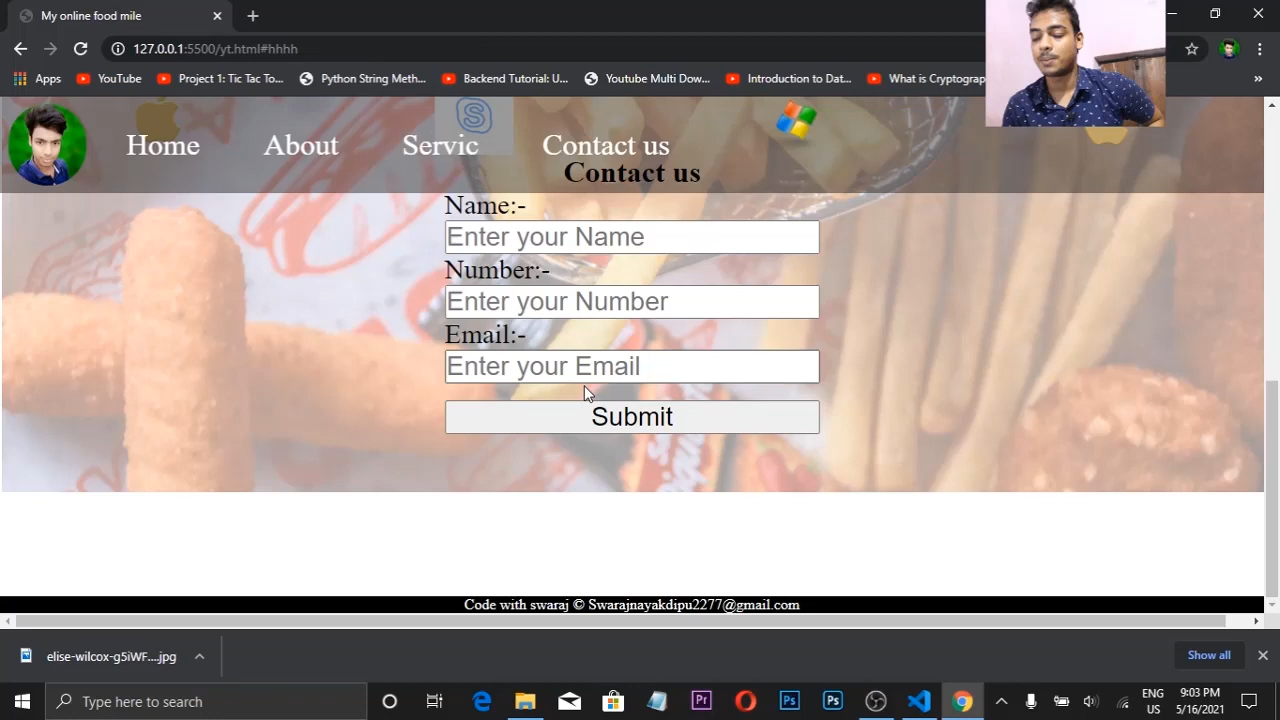 My online food mile
127.0.0.1:5500/yt.html#hhhh
Apps YouTube Project 1: Tic Tac To... Python String Meth... Backend Tutorial: U... Youtube Multi Dow... Introduction to Dat... What is Cryptograp
Home About Servic Contact us
Contact us
Name:-
Enter your Name
Number:-
Enter your Number
Email:-
Enter your Email
Submit
Code with swaraj © Swarajnayakdipu2277@gmail.com
elise-wilcox-g5iWF....jpg
Show all
Type here to search
Pr Ps Ps
ENG 9:03 PM
US 5/16/2021